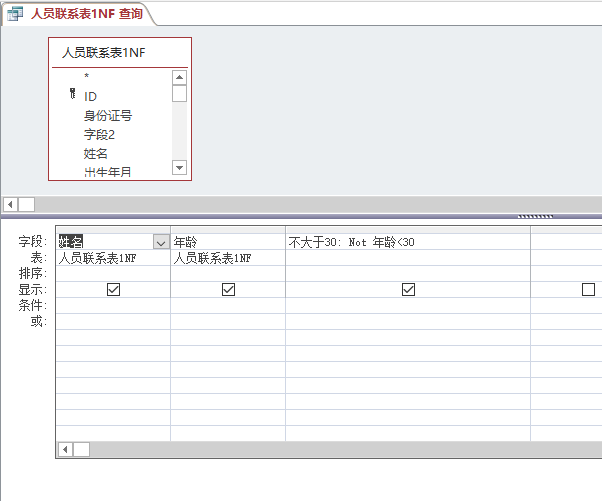 人员联系表1NF 查询
人员联系表1NF
*
ID
身份证号
字段2
姓名
出生年月
字段: 姓名 年龄 不大于30: Not 年龄<30
表: 人员联系表1NF 人员联系表1NF
排序:
显示:
条件:
或: